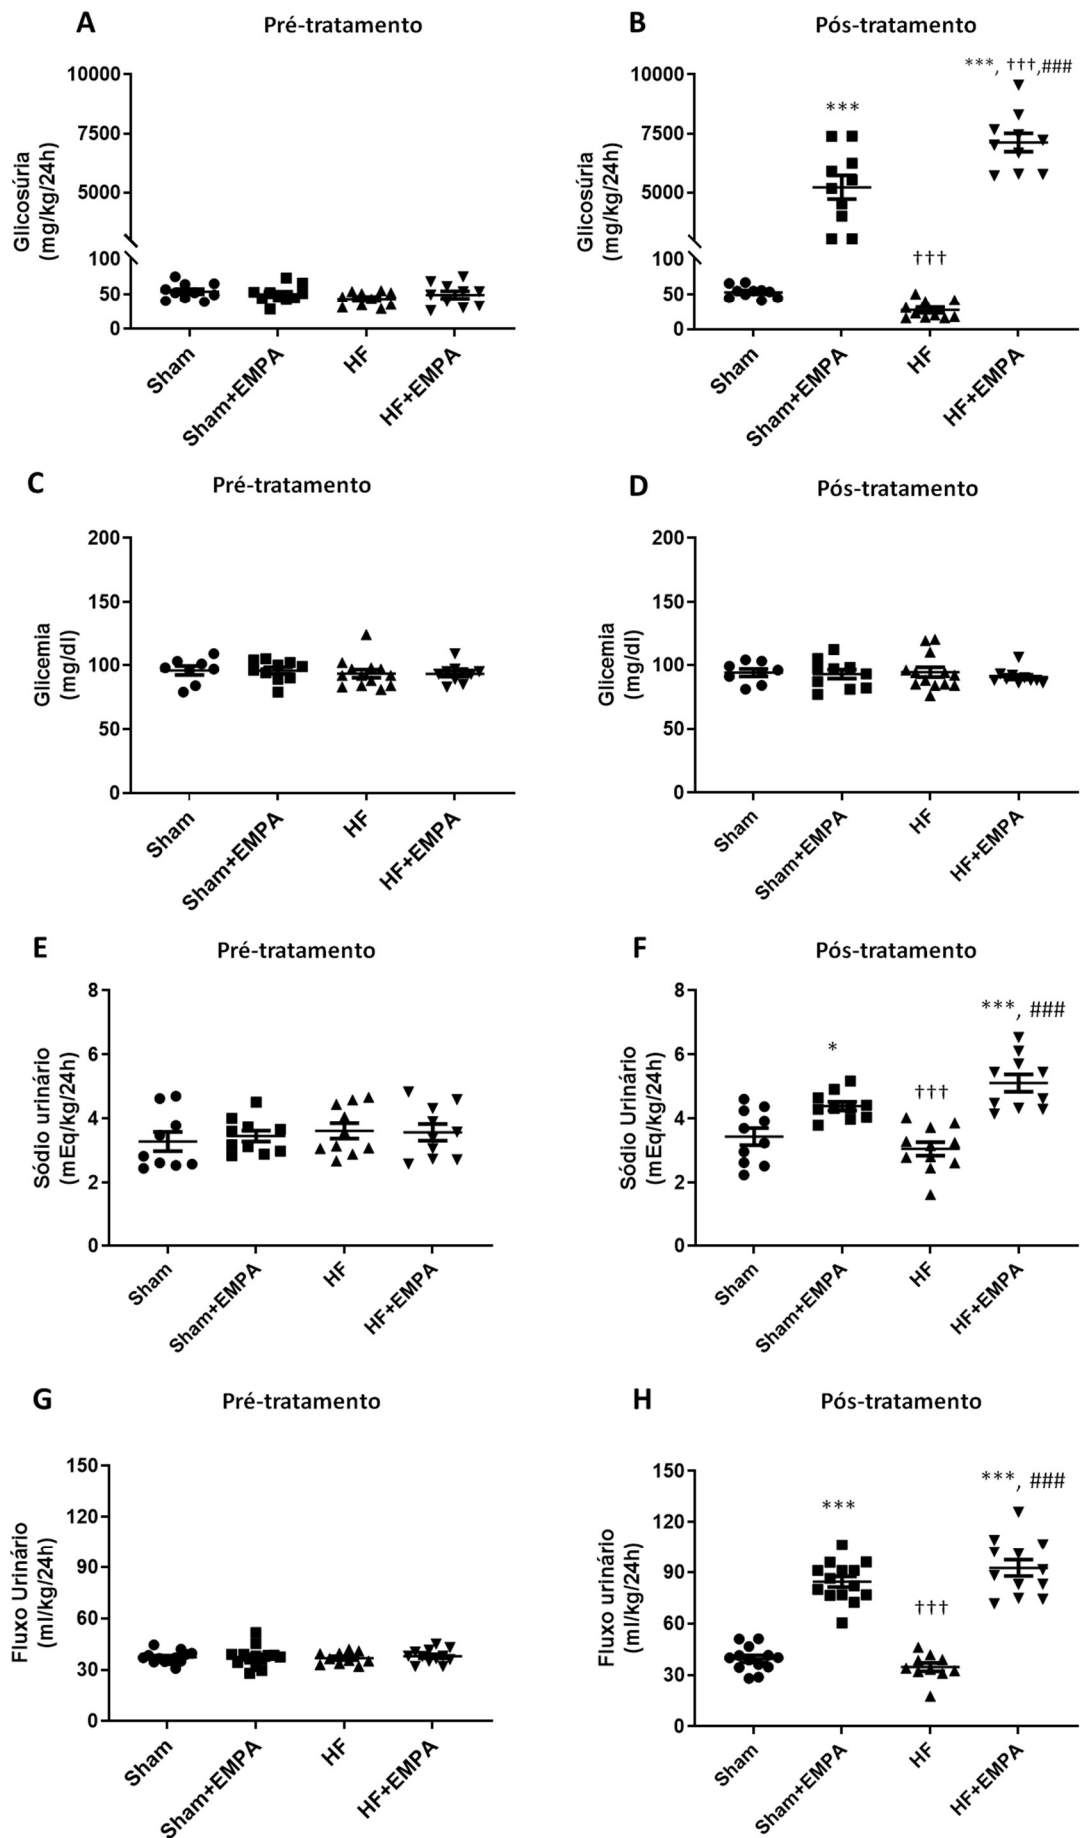 A
Pré-tratamento
Glicosúria
(mg/kg/24h)
10000
7500
5000
100
50
0
Sham
Sham+EMPA
HF
HF+EMPA
B
Pós-tratamento
Glicosúria
(mg/kg/24h)
10000
7500
5000
100
50
0
***
†††
***, †††,###
Sham
Sham+EMPA
HF
HF+EMPA
C
Pré-tratamento
Glicemia
(mg/dl)
200
150
100
50
0
Sham
Sham+EMPA
HF
HF+EMPA
D
Pós-tratamento
Glicemia
(mg/dl)
200
150
100
50
0
Sham
Sham+EMPA
HF
HF+EMPA
E
Pré-tratamento
Sódio urinário
(mEq/kg/24h)
8
6
4
2
0
Sham
Sham+EMPA
HF
HF+EMPA
F
Pós-tratamento
Sódio Urinário
(mEq/kg/24h)
8
6
4
2
0
*
†††
***, ###
Sham
Sham+EMPA
HF
HF+EMPA
G
Pré-tratamento
Fluxo Urinário
(ml/kg/24h)
150
120
90
60
30
0
Sham
Sham+EMPA
HF
HF+EMPA
H
Pós-tratamento
Fluxo urinário
(ml/kg/24h)
150
120
90
60
30
0
***
†††
***, ###
Sham
Sham+EMPA
HF
HF+EMPA